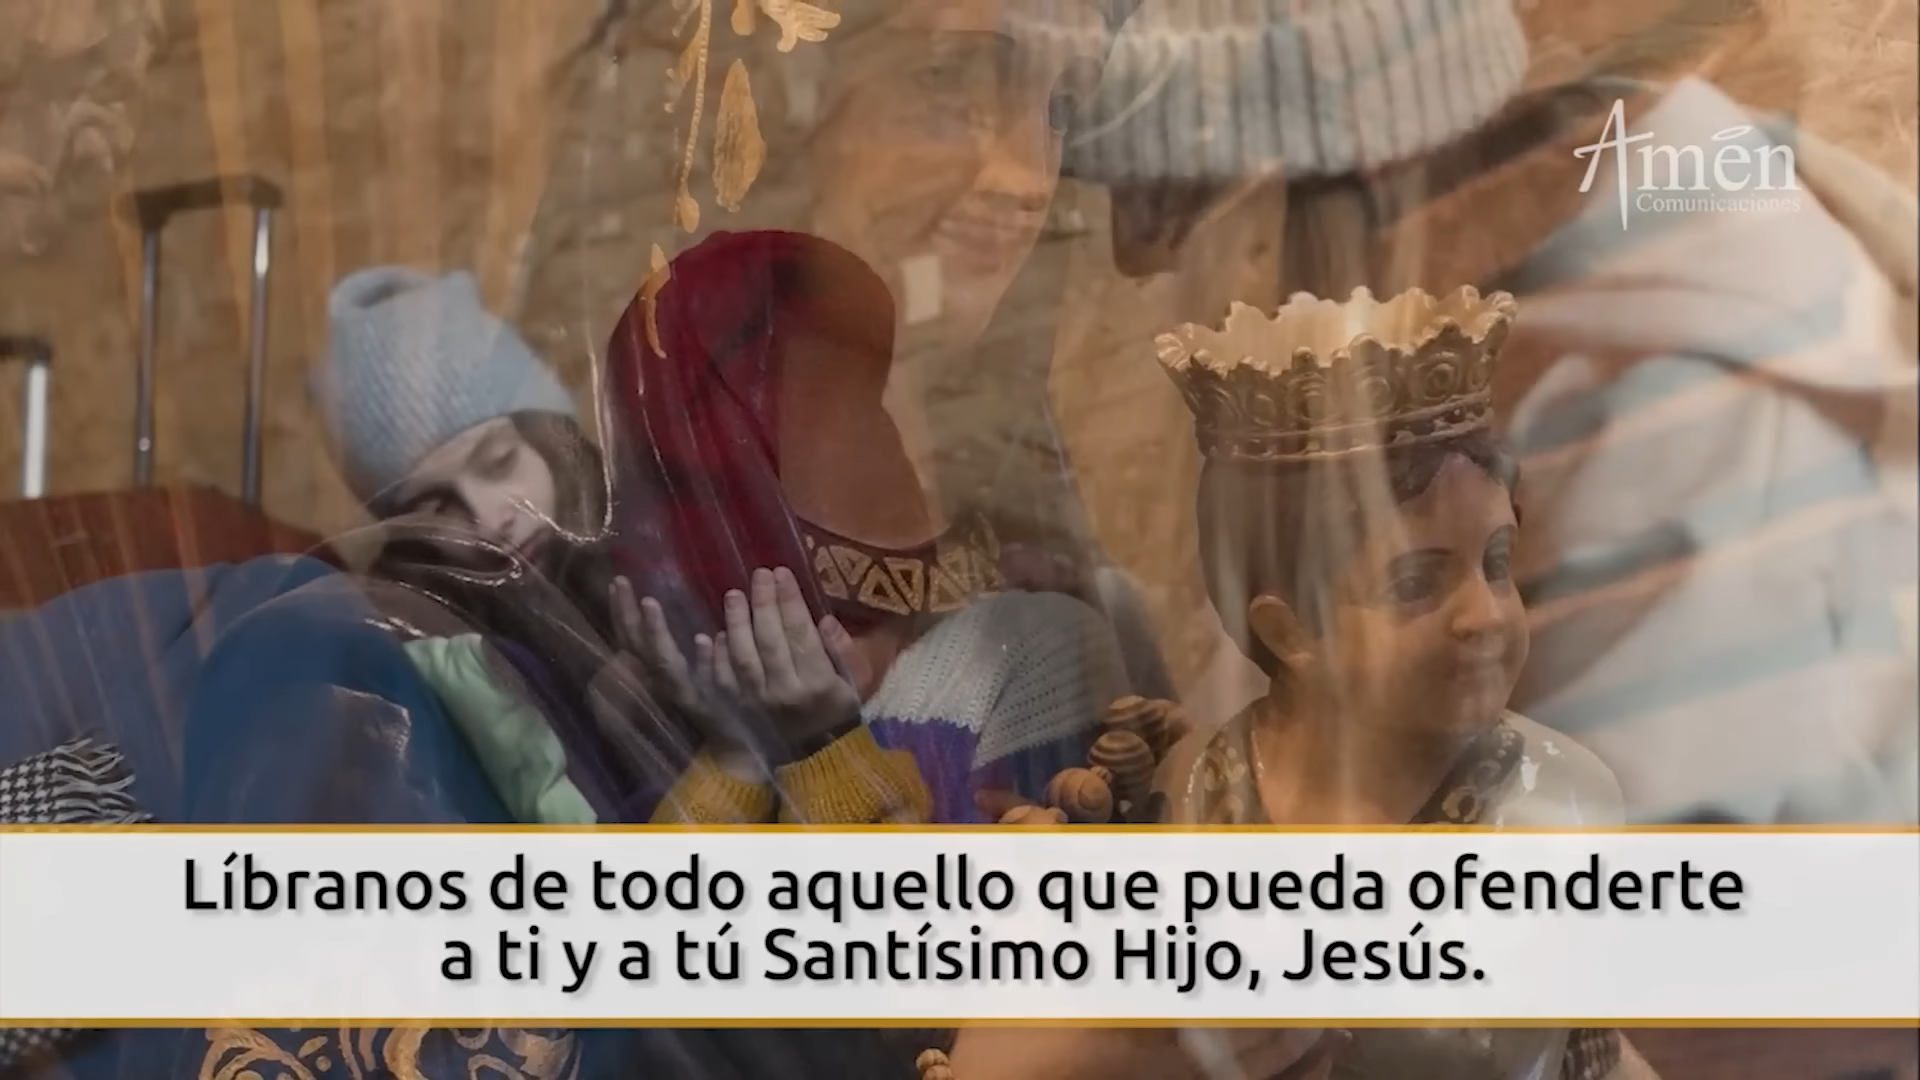 Amén
Comunicaciones
Líbranos de todo aquello que pueda ofenderte
a ti y a tú Santísimo Hijo, Jesús.